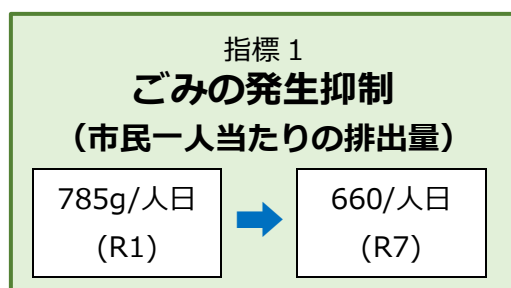 指標１
ごみの発生抑制
（市民一人当たりの排出量）
785g/人日
(R1)
660/人日
(R7)